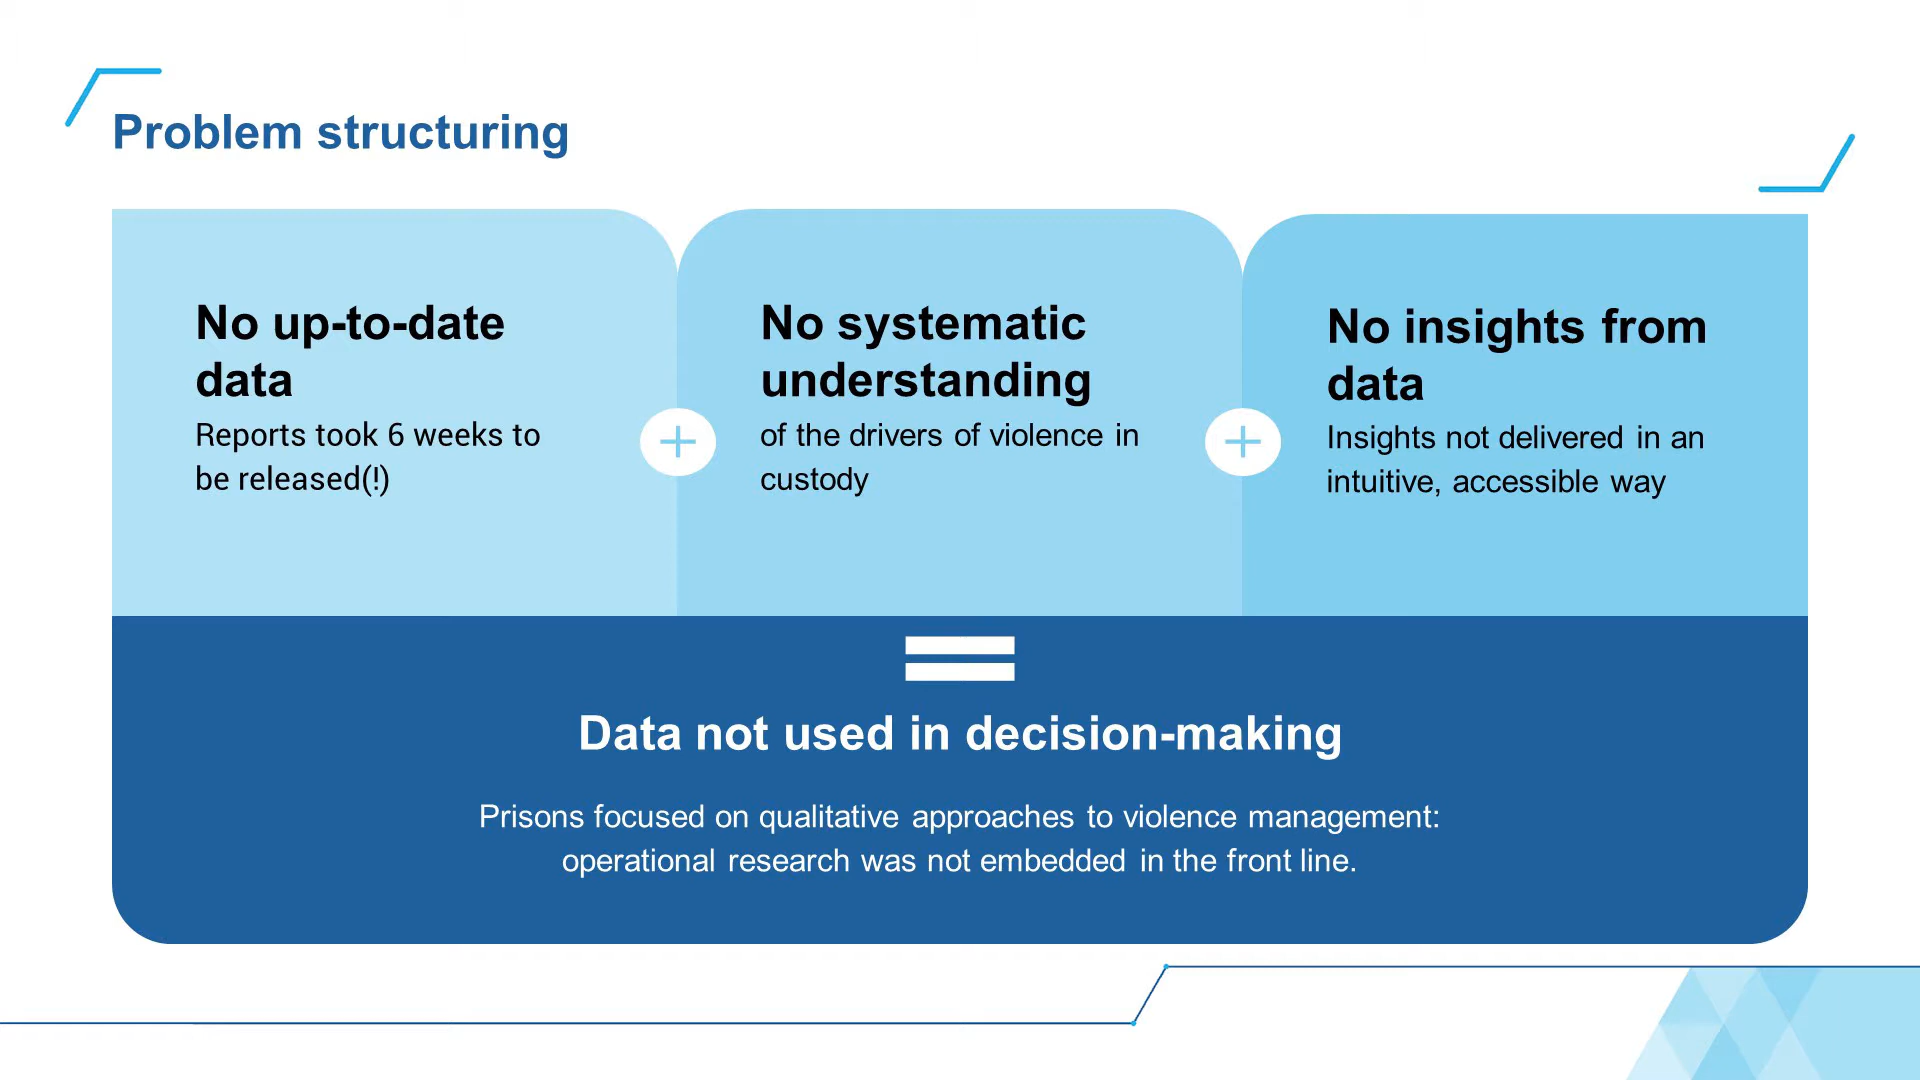 Problem structuring
No up-to-date
data
Reports took 6 weeks to
be released(!)
No systematic
understanding
of the drivers of violence in
custody
No insights from
data
Insights not delivered in an
intuitive, accessible way
Data not used in decision-making
Prisons focused on qualitative approaches to violence management:
operational research was not embedded in the front line.